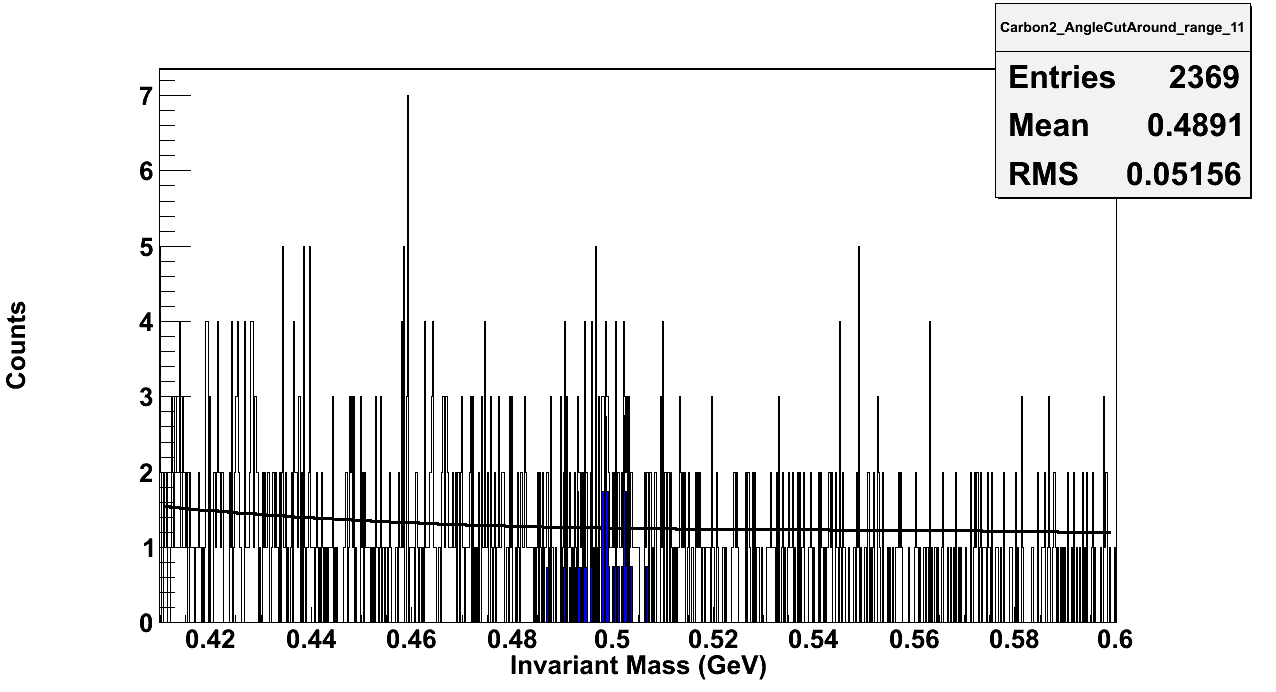 Carbon2_AngleCutAround_range_11
Entries 2369
Mean 0.4891
RMS 0.05156
7
6
5
4
3
2
1
0
Counts
0.42 0.44 0.46 0.48 0.5 0.52 0.54 0.56 0.58 0.6
Invariant Mass (GeV)